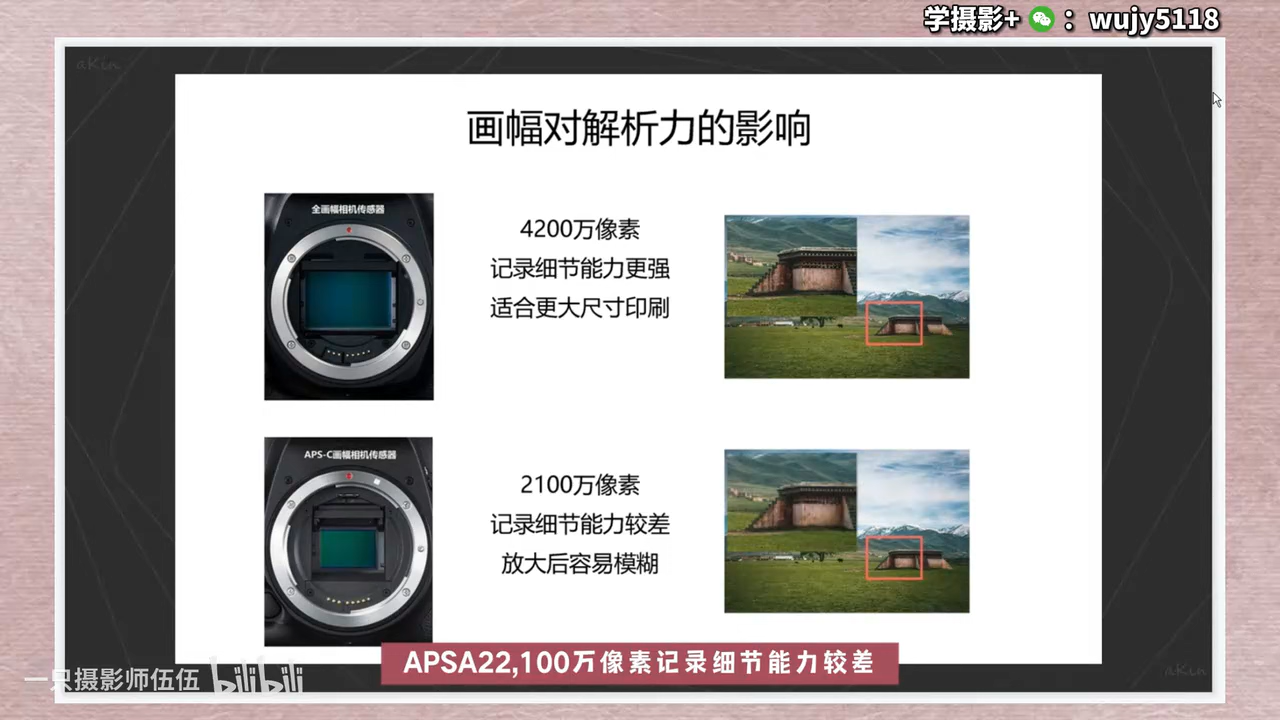 学摄影+ : wujy5118
akin
画幅对解析力的影响
全画幅相机传感器
4200万像素
记录细节能力更强
适合更大尺寸印刷
APS-C画幅相机传感器
2100万像素
记录细节能力较差
放大后容易模糊
APSA22,100万像素记录细节能力较差
一只摄影师伍伍 bilibili
akin